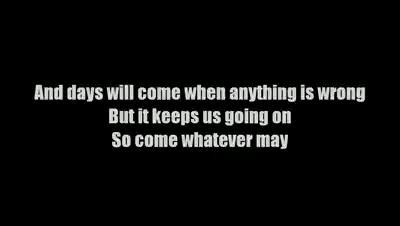 And days will come when anything is wrong
But it keeps us going on
So come whatever may